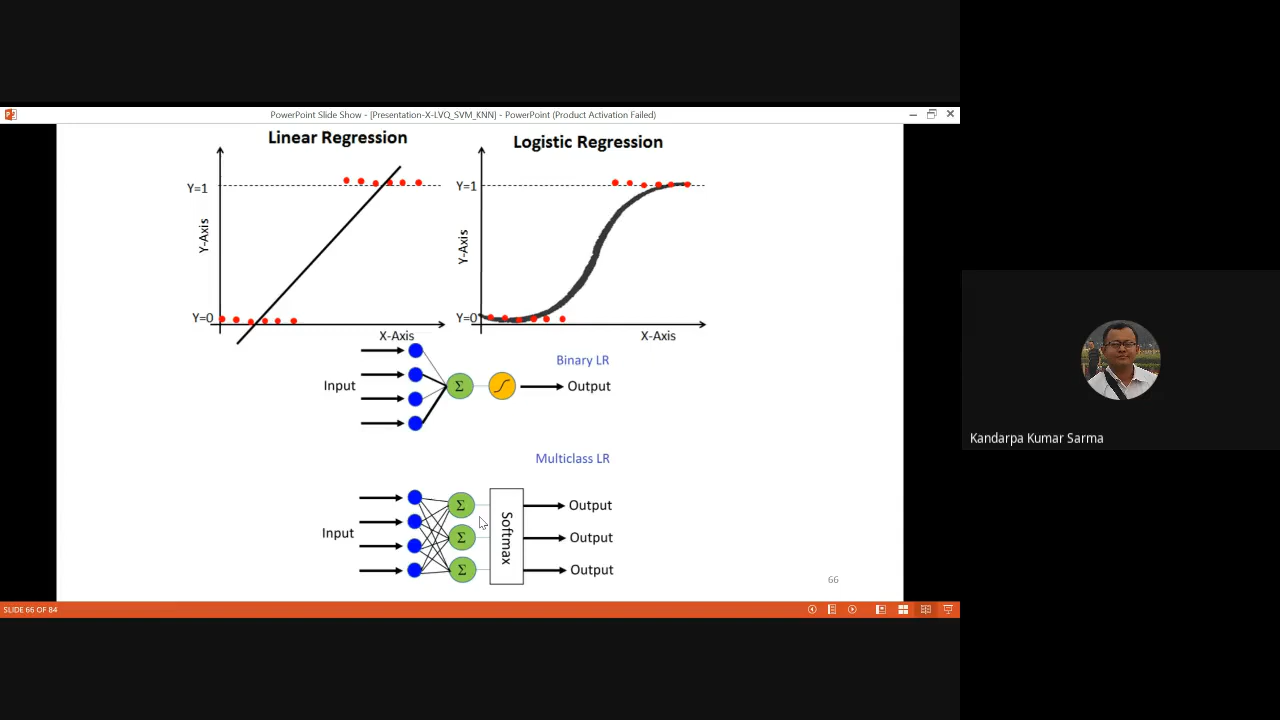 PowerPoint Slide Show - [Presentation-X-LVQ_SVM_KNN] - PowerPoint (Product Activation Failed)
Linear Regression
Y=1
Y-Axis
Y=0
X-Axis
Logistic Regression
Y=1
Y-Axis
Y=0
X-Axis
Binary LR
Input
Σ
Output
Multiclass LR
Input
Σ
Σ
Σ
Softmax
Output
Output
Output
66
SLIDE 66 OF 84
Kandarpa Kumar Sarma